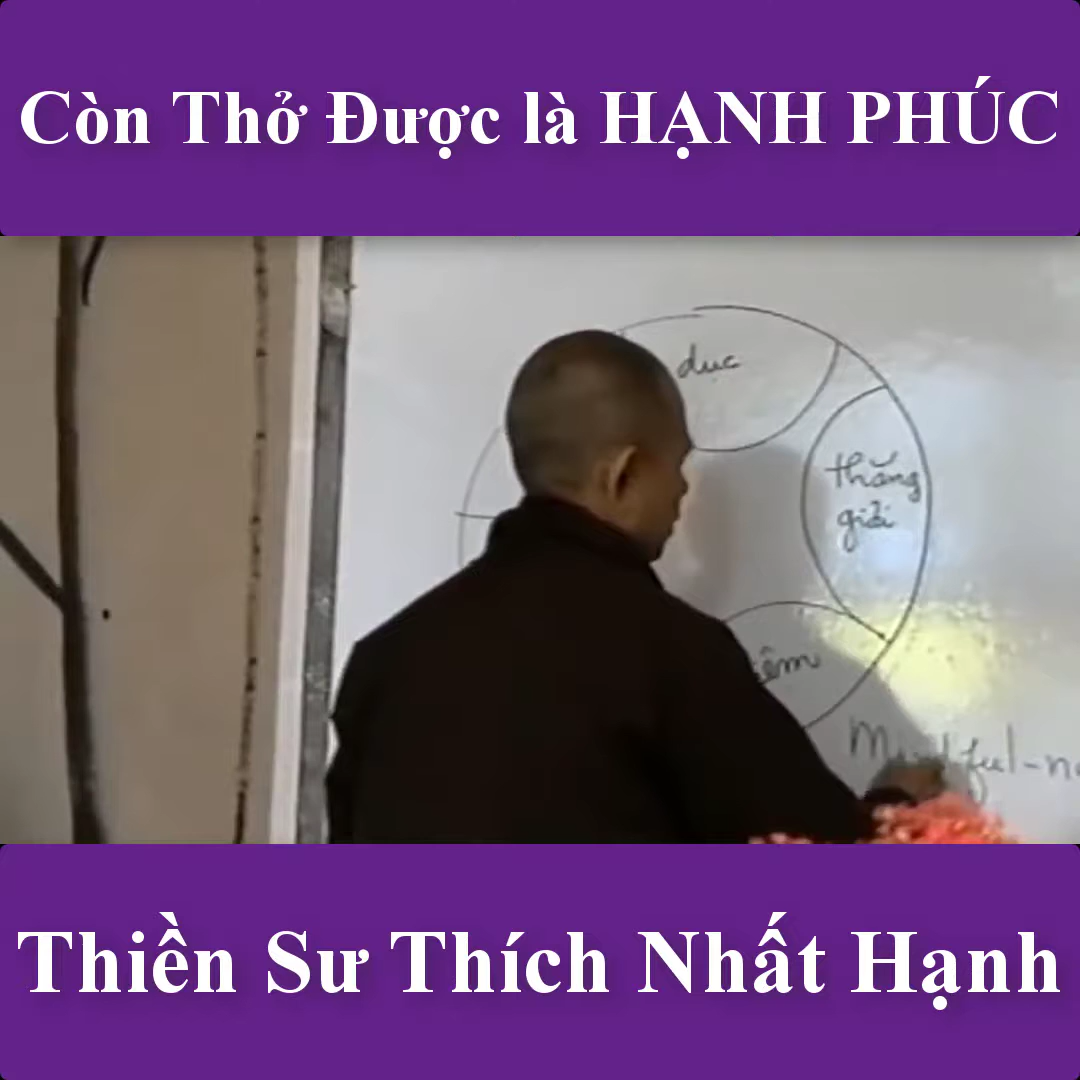 Còn Thở Được là HẠNH PHÚC
dục
thắng
giải
Thiền Sư Thích Nhất Hạnh